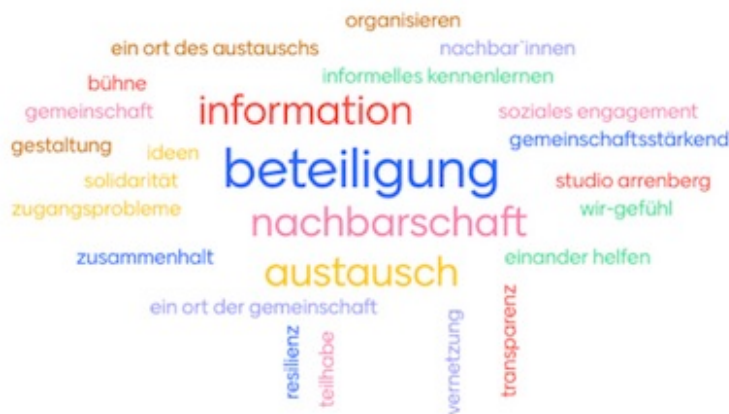 organisieren
ein ort des austauschs
nachbar*innen
bühne
informelles kennenlernen
gemeinschaft
information
soziales engagement
gestaltung
ideen
gemeinschaftsstärkend
beteiligung
solidarität
studio arrenberg
zugangsprobleme
nachbarschaft
wir-gefühl
zusammenhalt
austausch
einander helfen
ein ort der gemeinschaft
resilienz
teilhabe
vernetzung
transparenz